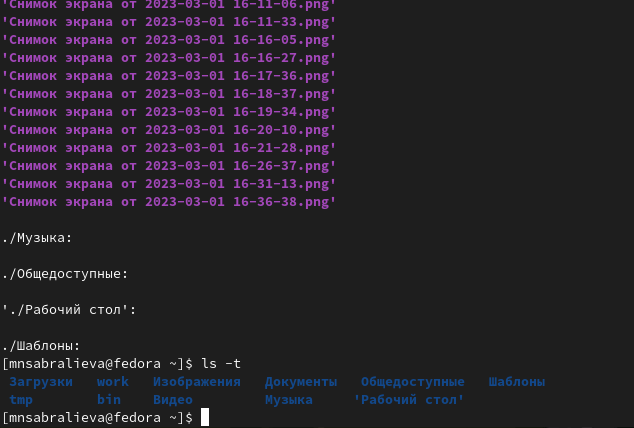 'Снимок экрана от 2023-03-01 16-11-06.png'
'Снимок экрана от 2023-03-01 16-11-33.png'
'Снимок экрана от 2023-03-01 16-16-05.png'
'Снимок экрана от 2023-03-01 16-16-27.png'
'Снимок экрана от 2023-03-01 16-17-36.png'
'Снимок экрана от 2023-03-01 16-18-37.png'
'Снимок экрана от 2023-03-01 16-19-34.png'
'Снимок экрана от 2023-03-01 16-20-10.png'
'Снимок экрана от 2023-03-01 16-21-28.png'
'Снимок экрана от 2023-03-01 16-26-37.png'
'Снимок экрана от 2023-03-01 16-31-13.png'
'Снимок экрана от 2023-03-01 16-36-38.png'
./Музыка:
./Общедоступные:
'./Рабочий стол':
./Шаблоны:
[mnsabralieva@fedora ~]$ ls -t
Загрузки work Изображения Документы Общедоступные Шаблоны
tmp bin Видео Музыка 'Рабочий стол'
[mnsabralieva@fedora ~]$